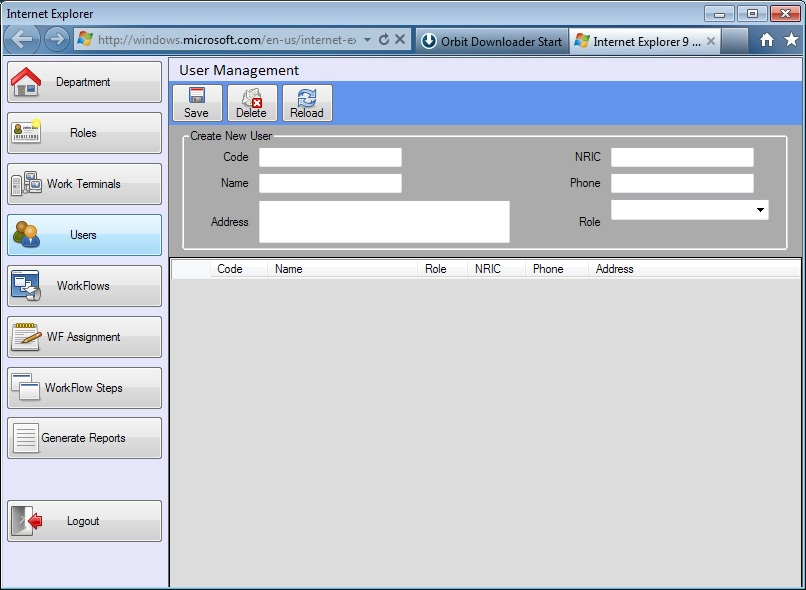 Internet Explorer
http://windows.microsoft.com/en-us/internet-e
Orbit Downloader Start
Internet Explorer 9 ...
Department
Roles
Work Terminals
Users
WorkFlows
WF Assignment
WorkFlow Steps
Generate Reports
Logout
User Management
Save
Delete
Reload
Create New User
Code
NRIC
Name
Phone
Address
Role
Code Name Role NRIC Phone Address